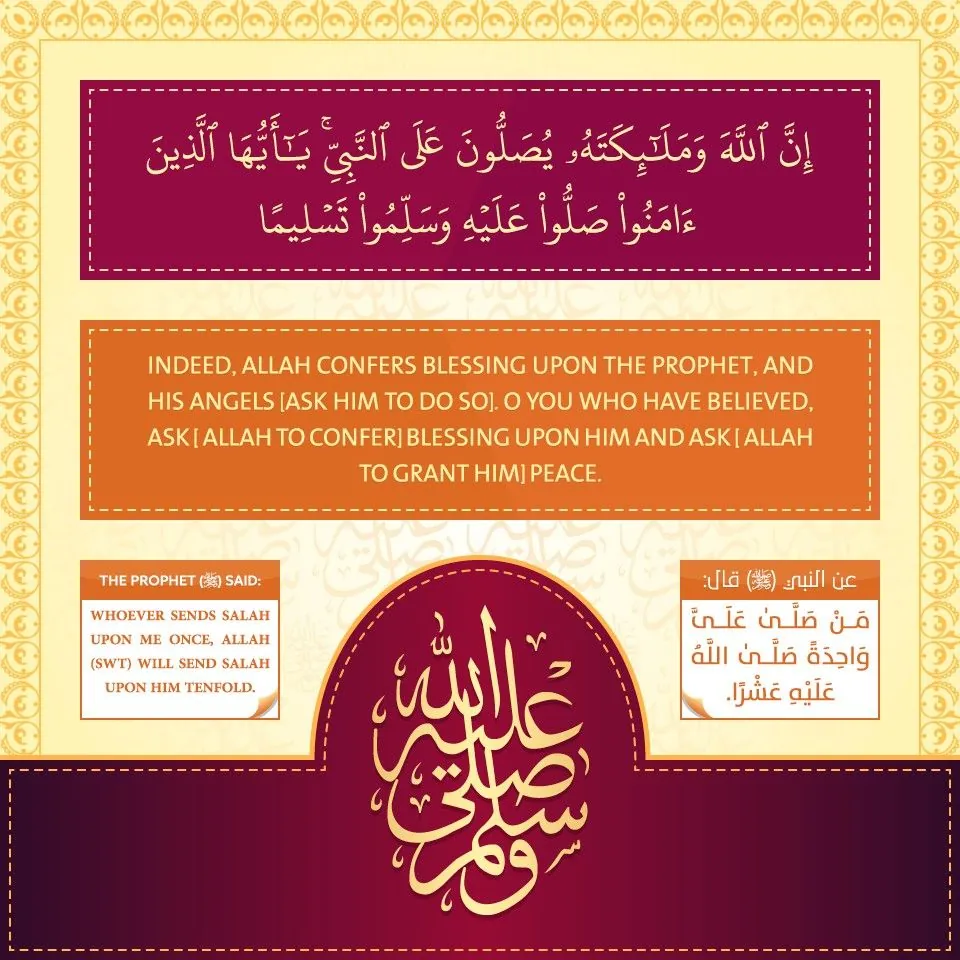 إِنَّ ٱللَّهَ وَمَلَـٰٓئِكَتَهُۥ يُصَلُّونَ عَلَى ٱلنَّبِىِّ ۚ يَـٰٓأَيُّهَا ٱلَّذِينَ
ءَامَنُوا۟ صَلُّوا۟ عَلَيْهِ وَسَلِّمُوا۟ تَسْلِيمًا
INDEED, ALLAH CONFERS BLESSING UPON THE PROPHET, AND
HIS ANGELS [ASK HIM TO DO SO]. O YOU WHO HAVE BELIEVED,
ASK [ ALLAH TO CONFER] BLESSING UPON HIM AND ASK [ ALLAH
TO GRANT HIM] PEACE.
THE PROPHET (ﷺ) SAID:
WHOEVER SENDS SALAH
UPON ME ONCE, ALLAH
(SWT) WILL SEND SALAH
UPON HIM TENFOLD.
عن النبي (ﷺ) قال:
مَـنْ صَلَّـىٰ عَلَـىَّ
وَاحِدَةً صَلَّـىٰ اللَّهُ
عَلَيْهِ عَشْرًا.
صلى الله عليه وسلم